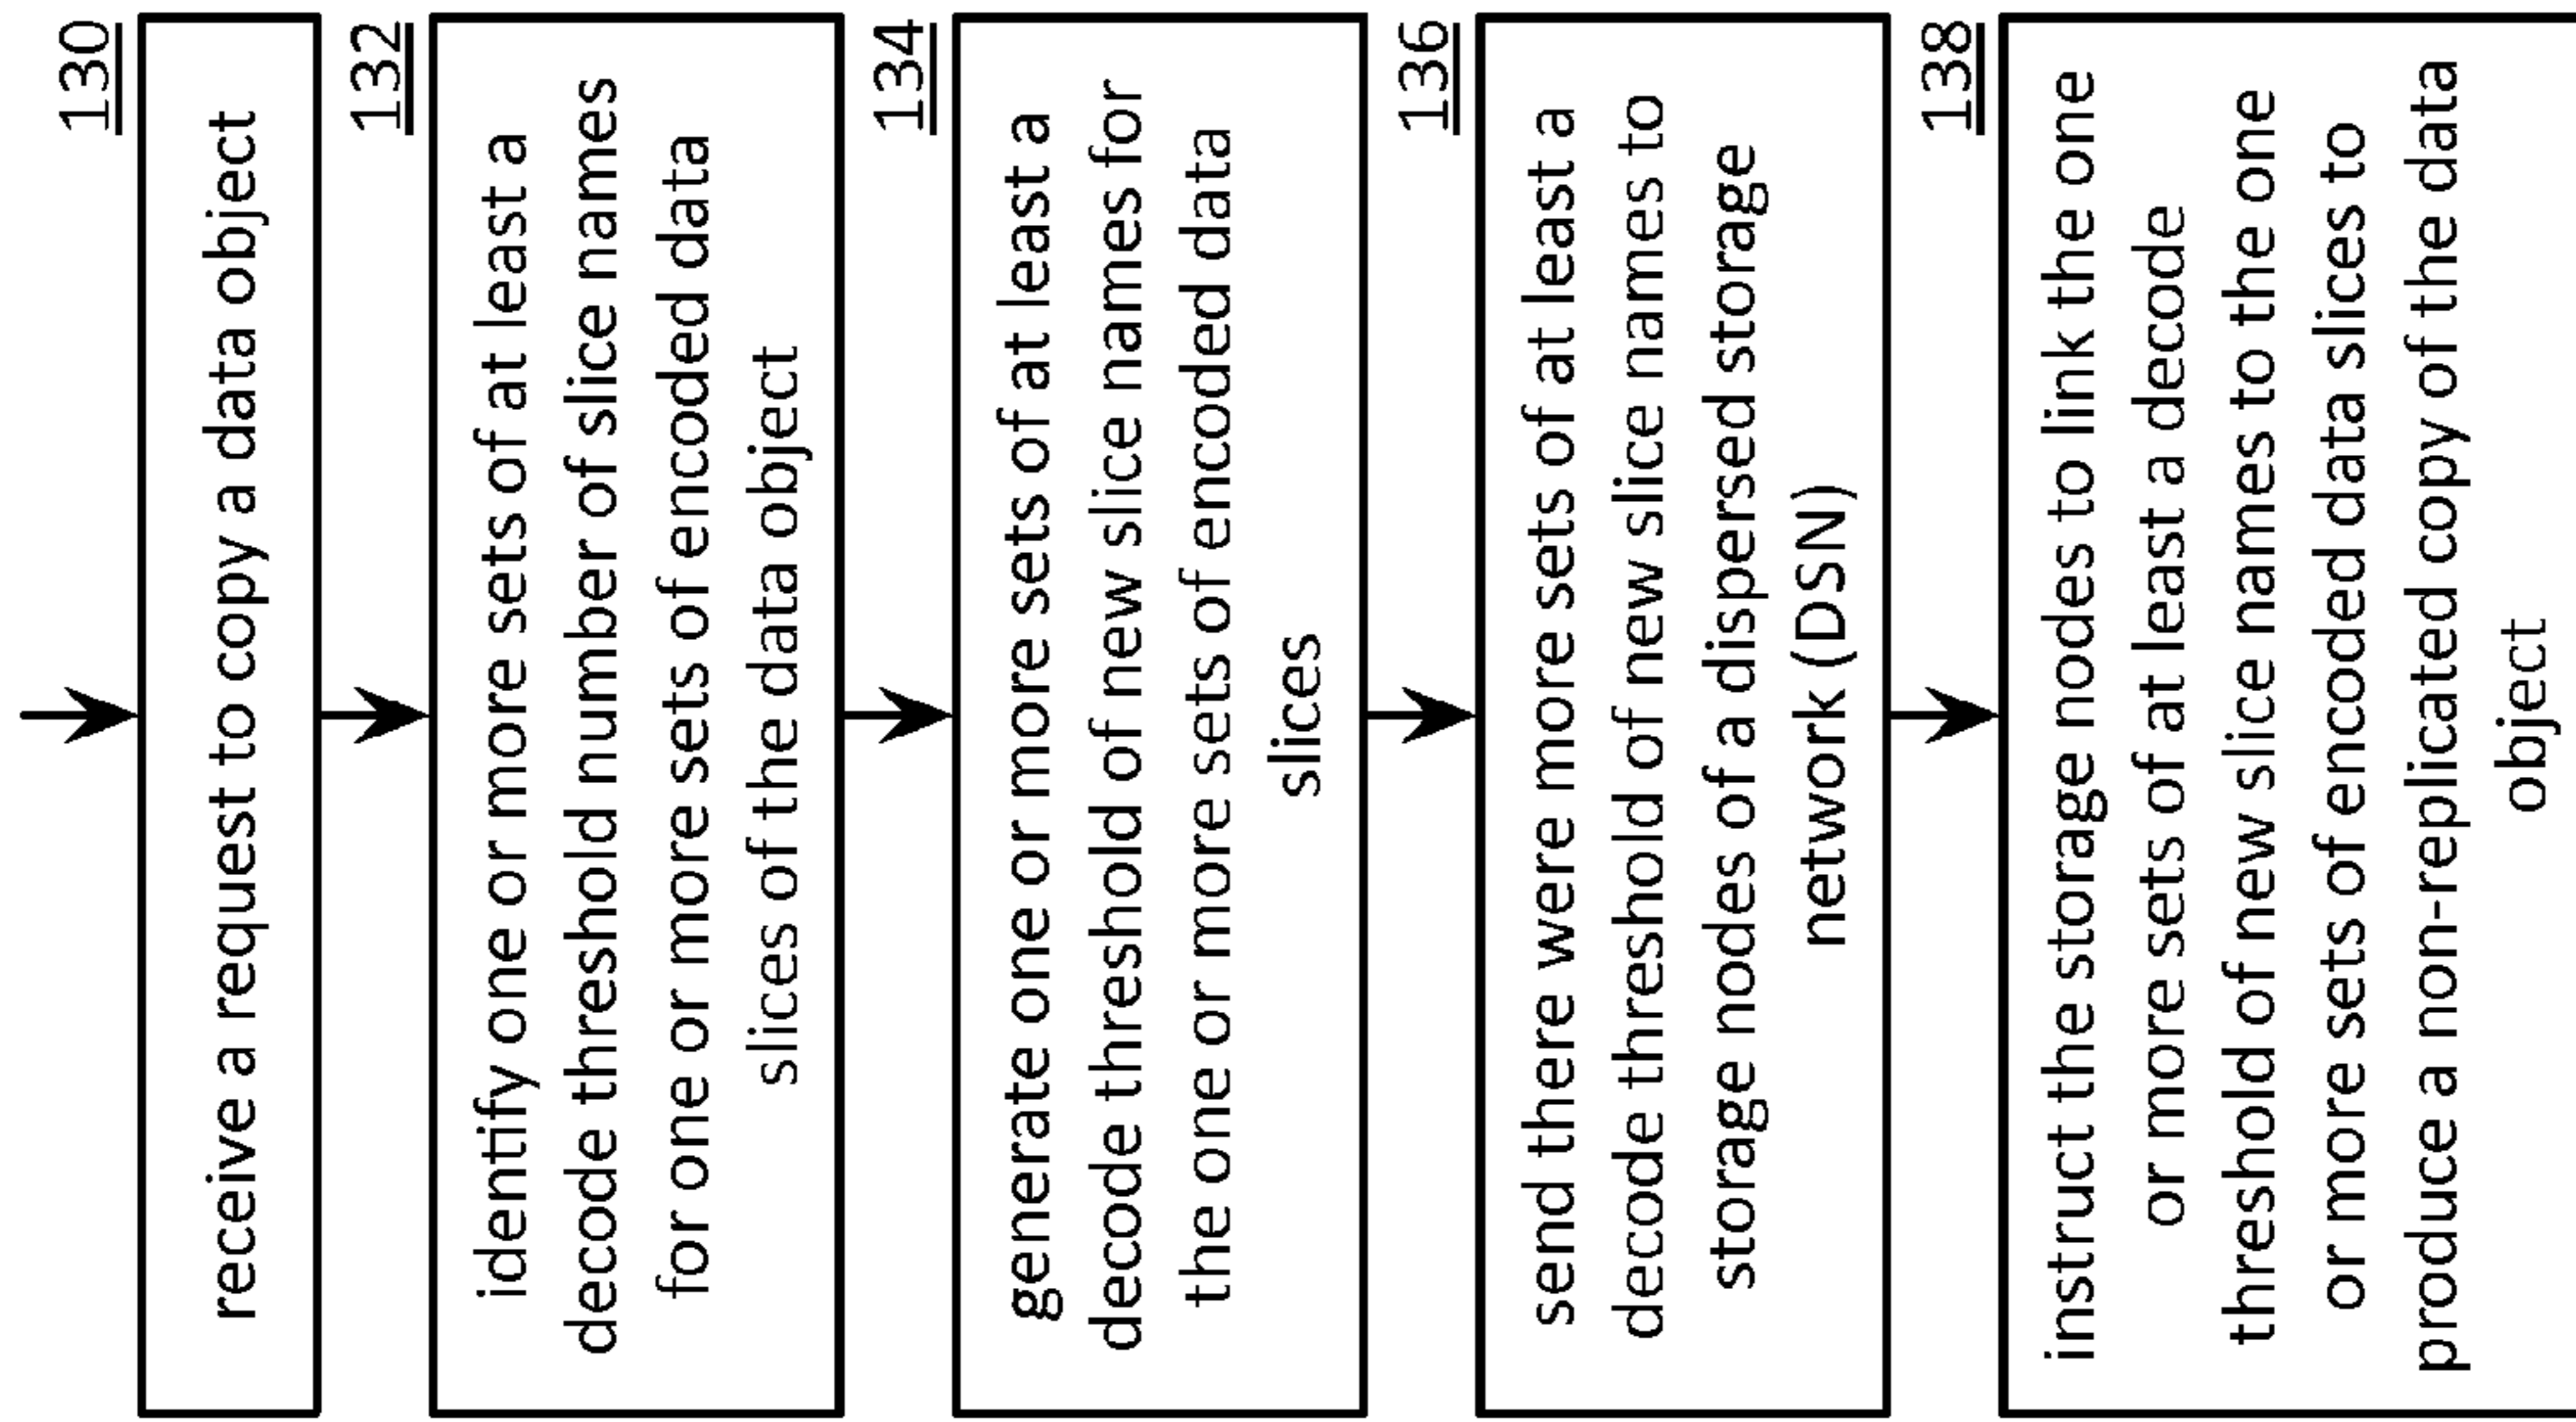 130
receive a request to copy a data object
132
identify one or more sets of at least a
decode threshold number of slice names
for one or more sets of encoded data
slices of the data object
134
generate one or more sets of at least a
decode threshold of new slice names for
the one or more sets of encoded data
slices
136
send there were more sets of at least a
decode threshold of new slice names to
storage nodes of a dispersed storage
network (DSN)
138
instruct the storage nodes to link the one
or more sets of at least a decode
threshold of new slice names to the one
or more sets of encoded data slices to
produce a non-replicated copy of the data
object